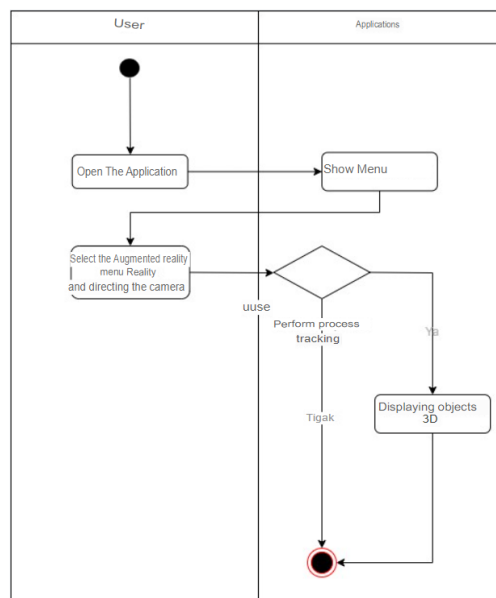 User
Applications
Open The Application
Show Menu
Select the Augmented reality
menu Reality
and directing the camera
uuse
Perform process
tracking
Ya
Displaying objects
3D
Tigak